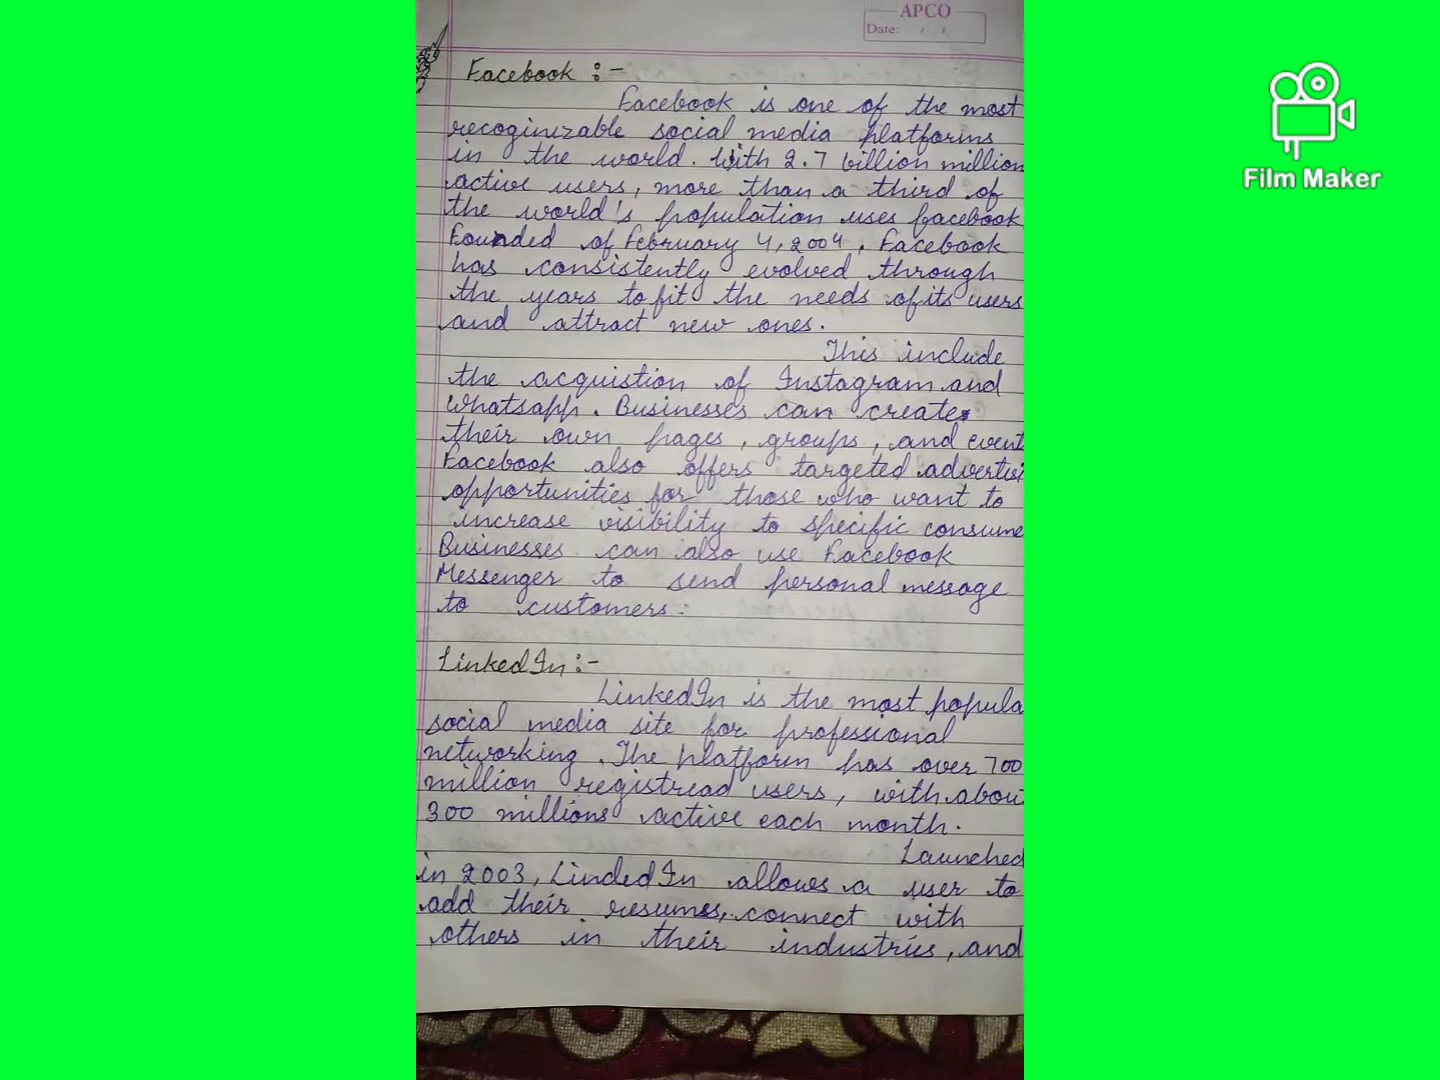 APCO
Date: / /
Facebook :-
Facebook is one of the most
recoginizable social media platforms
in the world. With 2.7 billion million
active users, more than a third of
the world's population uses facebook
Founded of February 4, 2004, Facebook
has consistently evolved through
the years to fit the needs of its users
and attract new ones.
This include
the acquistion of Instagram and
whatsapp. Businesses can create
their own pages, groups, and event
Facebook also offers targeted advertis
opportunities for those who want to
increase visibility to specific consume
Businesses can also use Facebook
Messenger to send personal message
to customers.
LinkedIn :-
LinkedIn is the most popula
social media site for professional
networking. The platform has over 700
million registread users, with abou
300 millions active each month.
Launched
in 2003, LindedIn allows a user to
add their resumes, connect with
others in their industries, and
Film Maker